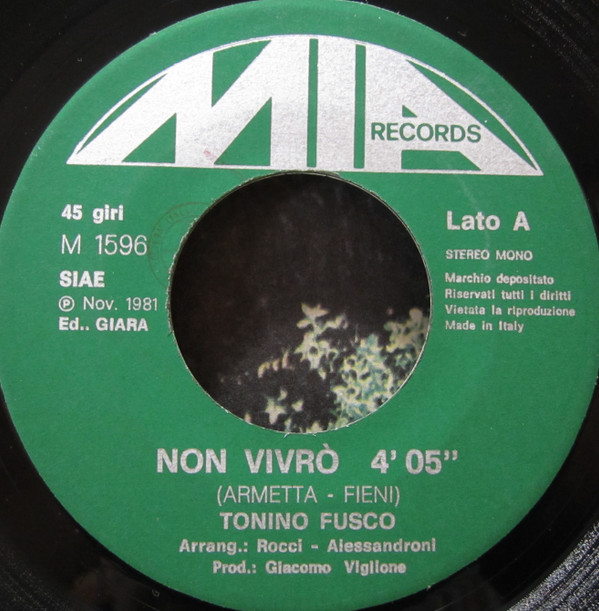 MIA
RECORDS
45 giri
M 1596
SIAE
Ⓟ Nov. 1981
Ed.. GIARA
Lato A
STEREO MONO
Marchio depositato
Riservati tutti i diritti
Vietata la riproduzione
Made in Italy
NON VIVRÒ 4' 05"
(ARMETTA - FIENI)
TONINO FUSCO
Arrang.: Rocci - Alessandroni
Prod.: Giacomo Viglione